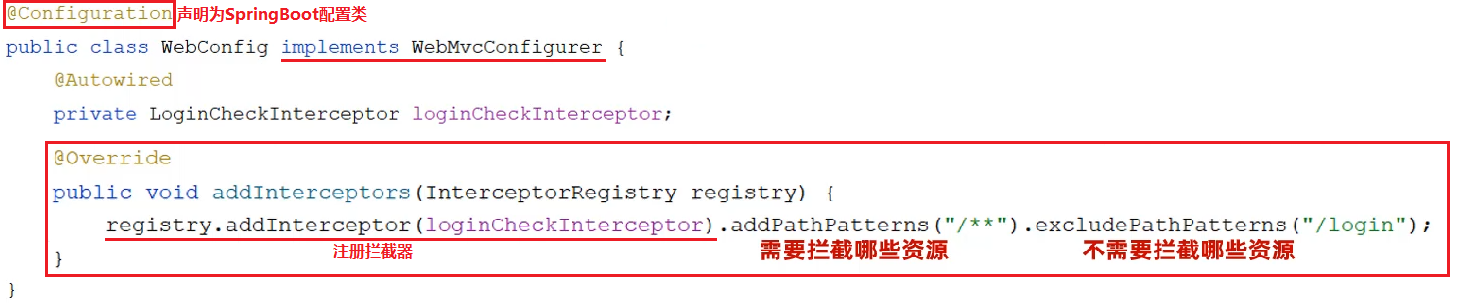 @Configuration 声明为SpringBoot配置类
public class WebConfig implements WebMvcConfigurer {
@Autowired
private LoginCheckInterceptor loginCheckInterceptor;
@Override
public void addInterceptors(InterceptorRegistry registry) {
registry.addInterceptor(loginCheckInterceptor).addPathPatterns("/**").excludePathPatterns("/login");
注册拦截器 需要拦截哪些资源 不需要拦截哪些资源
}
}